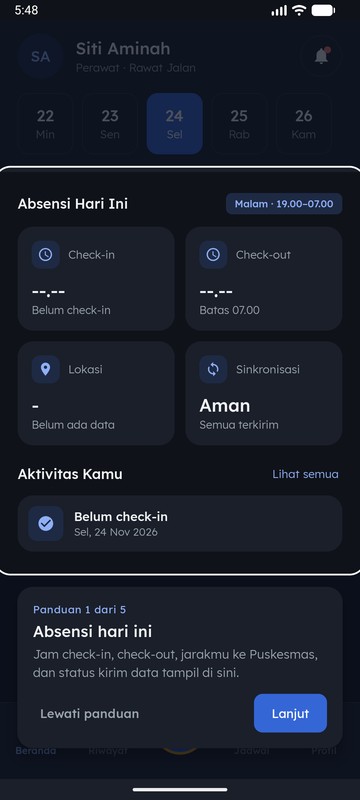 5:48
SA
Siti Aminah
Perawat · Rawat Jalan
22
23
24
25
26
Min
Sen
Sel
Rab
Kam
Absensi Hari Ini
Malam · 19.00–07.00
Check-in
--.--
Belum check-in
Check-out
--.--
Batas 07.00
Lokasi
-
Belum ada data
Sinkronisasi
Aman
Semua terkirim
Aktivitas Kamu
Lihat semua
Belum check-in
Sel, 24 Nov 2026
Panduan 1 dari 5
Absensi hari ini
Jam check-in, check-out, jarakmu ke Puskesmas,
dan status kirim data tampil di sini.
Lewati panduan
Lanjut
Beranda
Riwayat
Jadwal
Profil